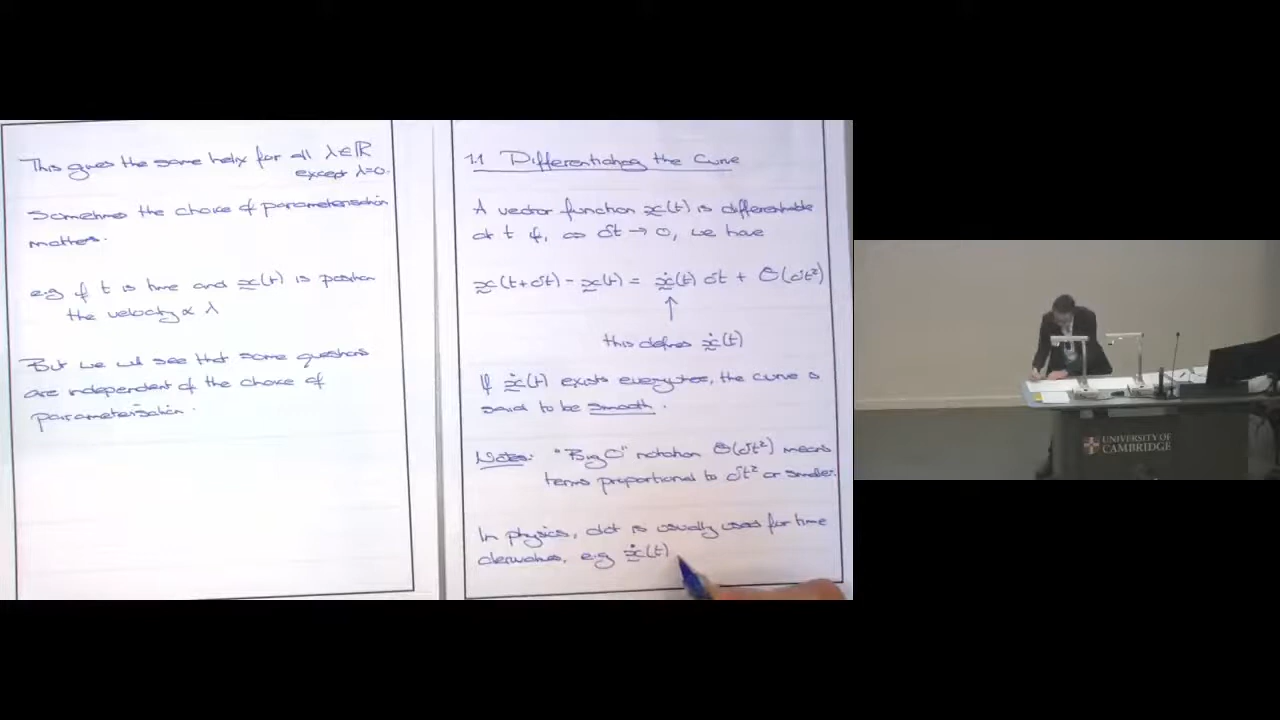 This gives the same helix for all λ∈ℝ
except λ=0.
Sometimes the choice of parameterisation
matters.
e.g. if t is time and x(t) is position
the velocity ∝ λ
But we will see that some questions
are independent of the choice of
parameterisation.
1.1 Differentiating the Curve
A vector function x(t) is differentiable
at t if, as δt → 0, we have
x(t+δt) - x(t) = ẋ(t) δt + O(δt²)
↑
this defines ẋ(t)
If ẋ(t) exists everywhere, the curve is
said to be smooth.
Notes: "Big O" notation O(δt²) means
terms proportional to δt² or smaller.
In physics, dot is usually used for time
derivatives, e.g. ẋ(t)
UNIVERSITY OF
CAMBRIDGE